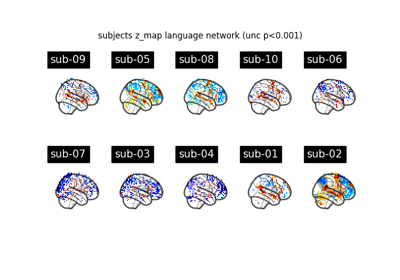 subjects z_map language network (unc p<0.001)
sub-09 sub-05 sub-08 sub-10 sub-06
sub-07 sub-03 sub-04 sub-01 sub-02